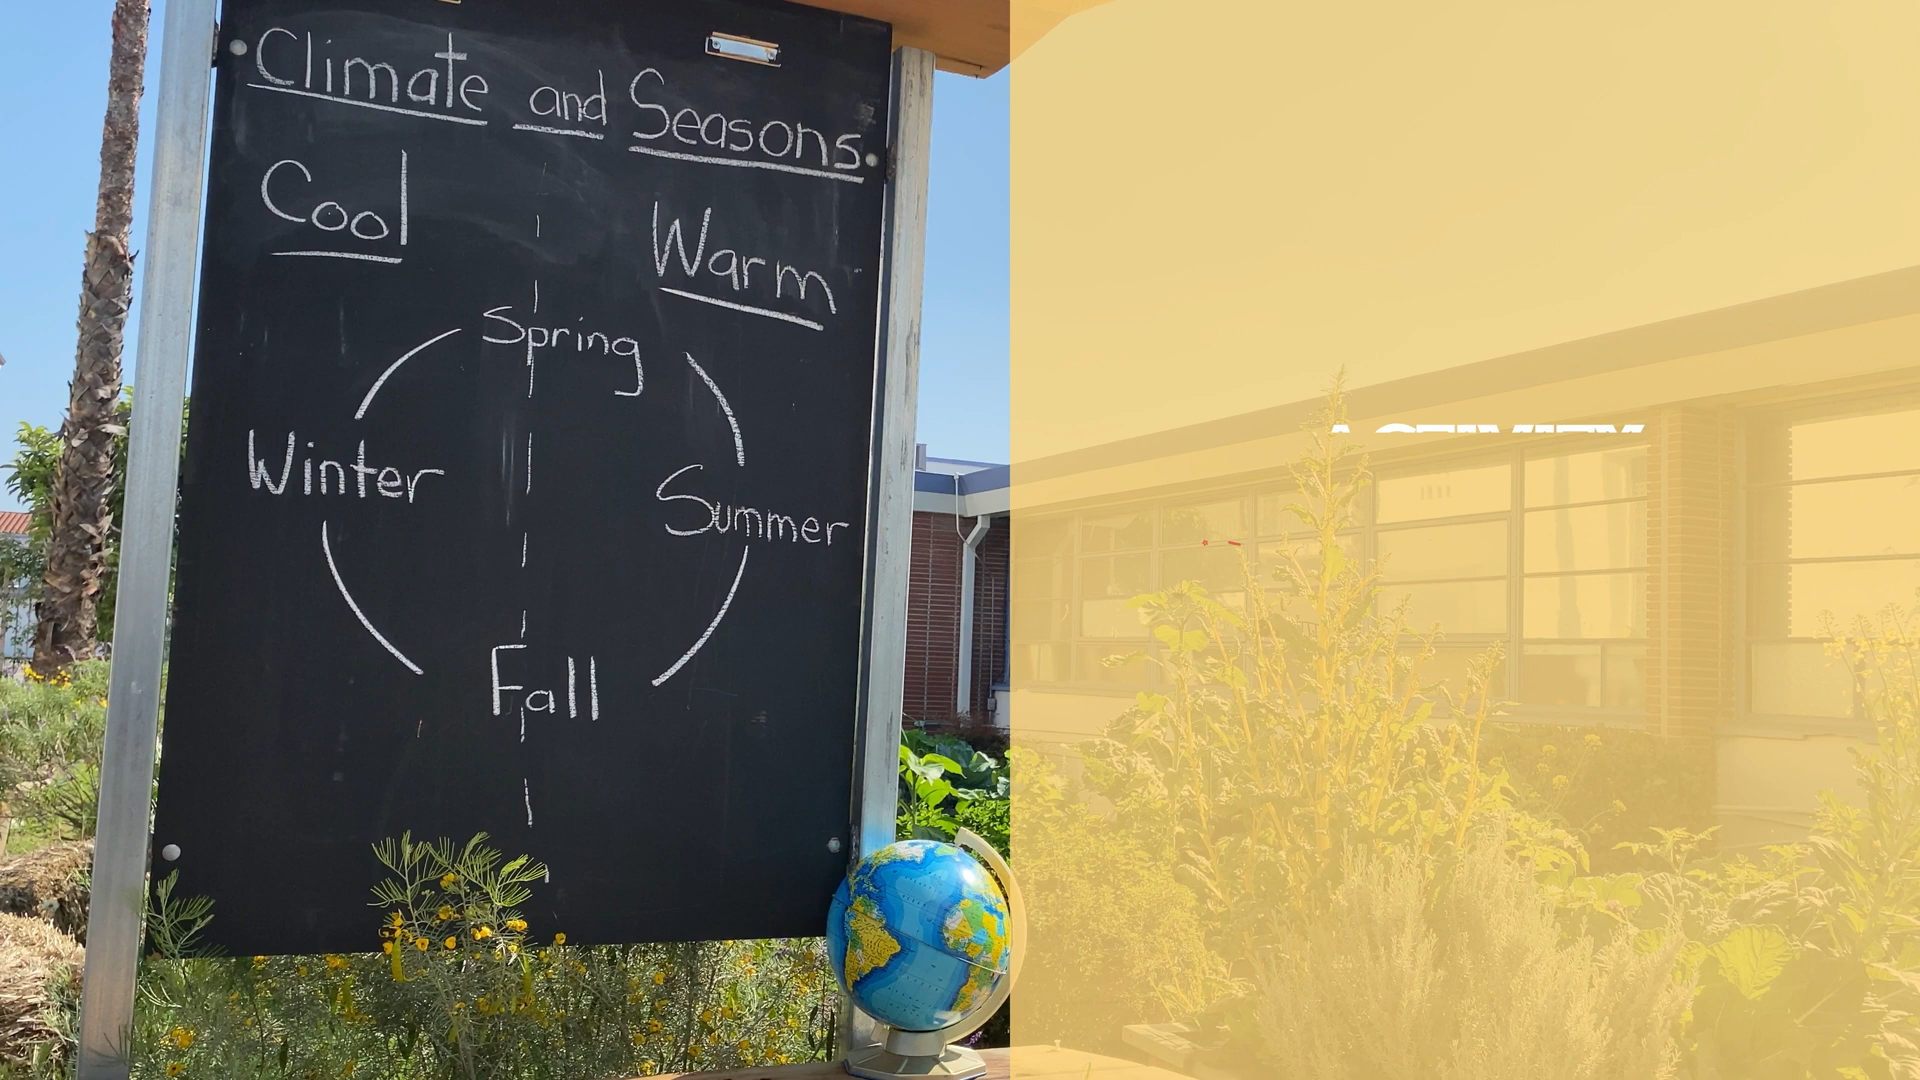 Climate and Seasons
Cool
Warm
Spring
Winter
Summer
Fall